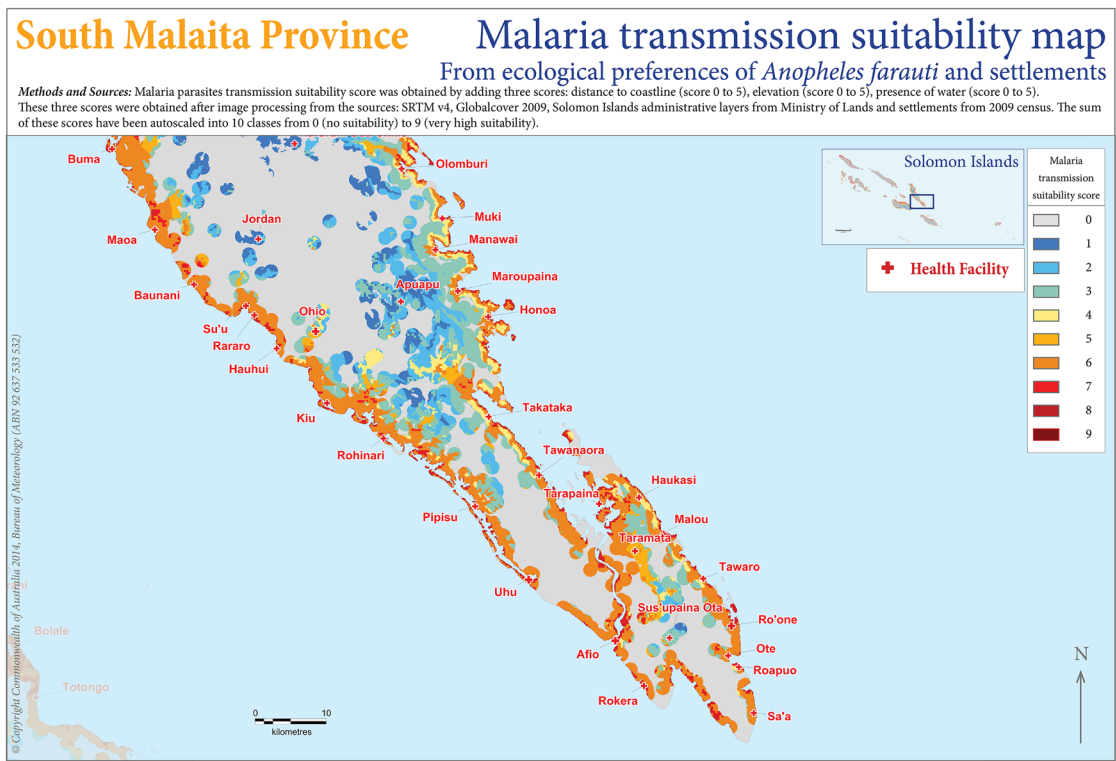 South Malaita Province
Malaria transmission suitability map
From ecological preferences of Anopheles farauti and settlements
Methods and Sources: Malaria parasites transmission suitability score was obtained by adding three scores: distance to coastline (score 0 to 5), elevation (score 0 to 5), presence of water (score 0 to 5).
These three scores were obtained after image processing from the sources: SRTM v4, Globalcover 2009, Solomon Islands administrative layers from Ministry of Lands and settlements from 2009 census. The sum
of these scores have been autoscaled into 10 classes from 0 (no suitability) to 9 (very high suitability).
Buma
Olomburi
Muki
Jordan
Maoa
Manawai
Maroupaina
Apuapu
Baunani
Honoa
Ohio
Su'u
Rararo
Hauhui
Takataka
Kiu
Rohinari
Tawanaora
Haukasi
Tarapaina
Pipisu
Malou
Taramata
Tawaro
Uhu
Sus'upaina Ota
Ro'one
Afio
Ote
Roapuo
Rokera
Sa'a
Bolale
Totongo
0 10
kilometres
Solomon Islands
Health Facility
Malaria
transmission
suitability score
0
1
2
3
4
5
6
7
8
9
N
© Copyright Commonwealth of Australia 2014, Bureau of Meteorology (ABN 92 637 533 532)